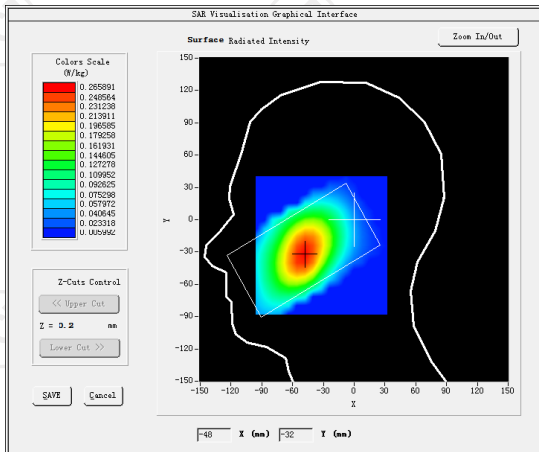 SAR Visualisation Graphical Interface
Surface Radiated Intensity
Zoom In/Out
Colors Scale
(W/kg)
0.265891
0.248564
0.231238
0.213911
0.196585
0.179258
0.161931
0.144605
0.127278
0.109952
0.092625
0.075298
0.057972
0.040645
0.023318
0.005992
Z-Cuts Control
<< Upper Cut
Z = 0.2 mm
Lower Cut >>
SAVE
Cancel
150
120
90
60
30
0
-30
-60
-90
-120
-150
Y
-150 -120 -90 -60 -30 0 30 60 90 120 150
X
-48 X (mm) -32 Y (mm)